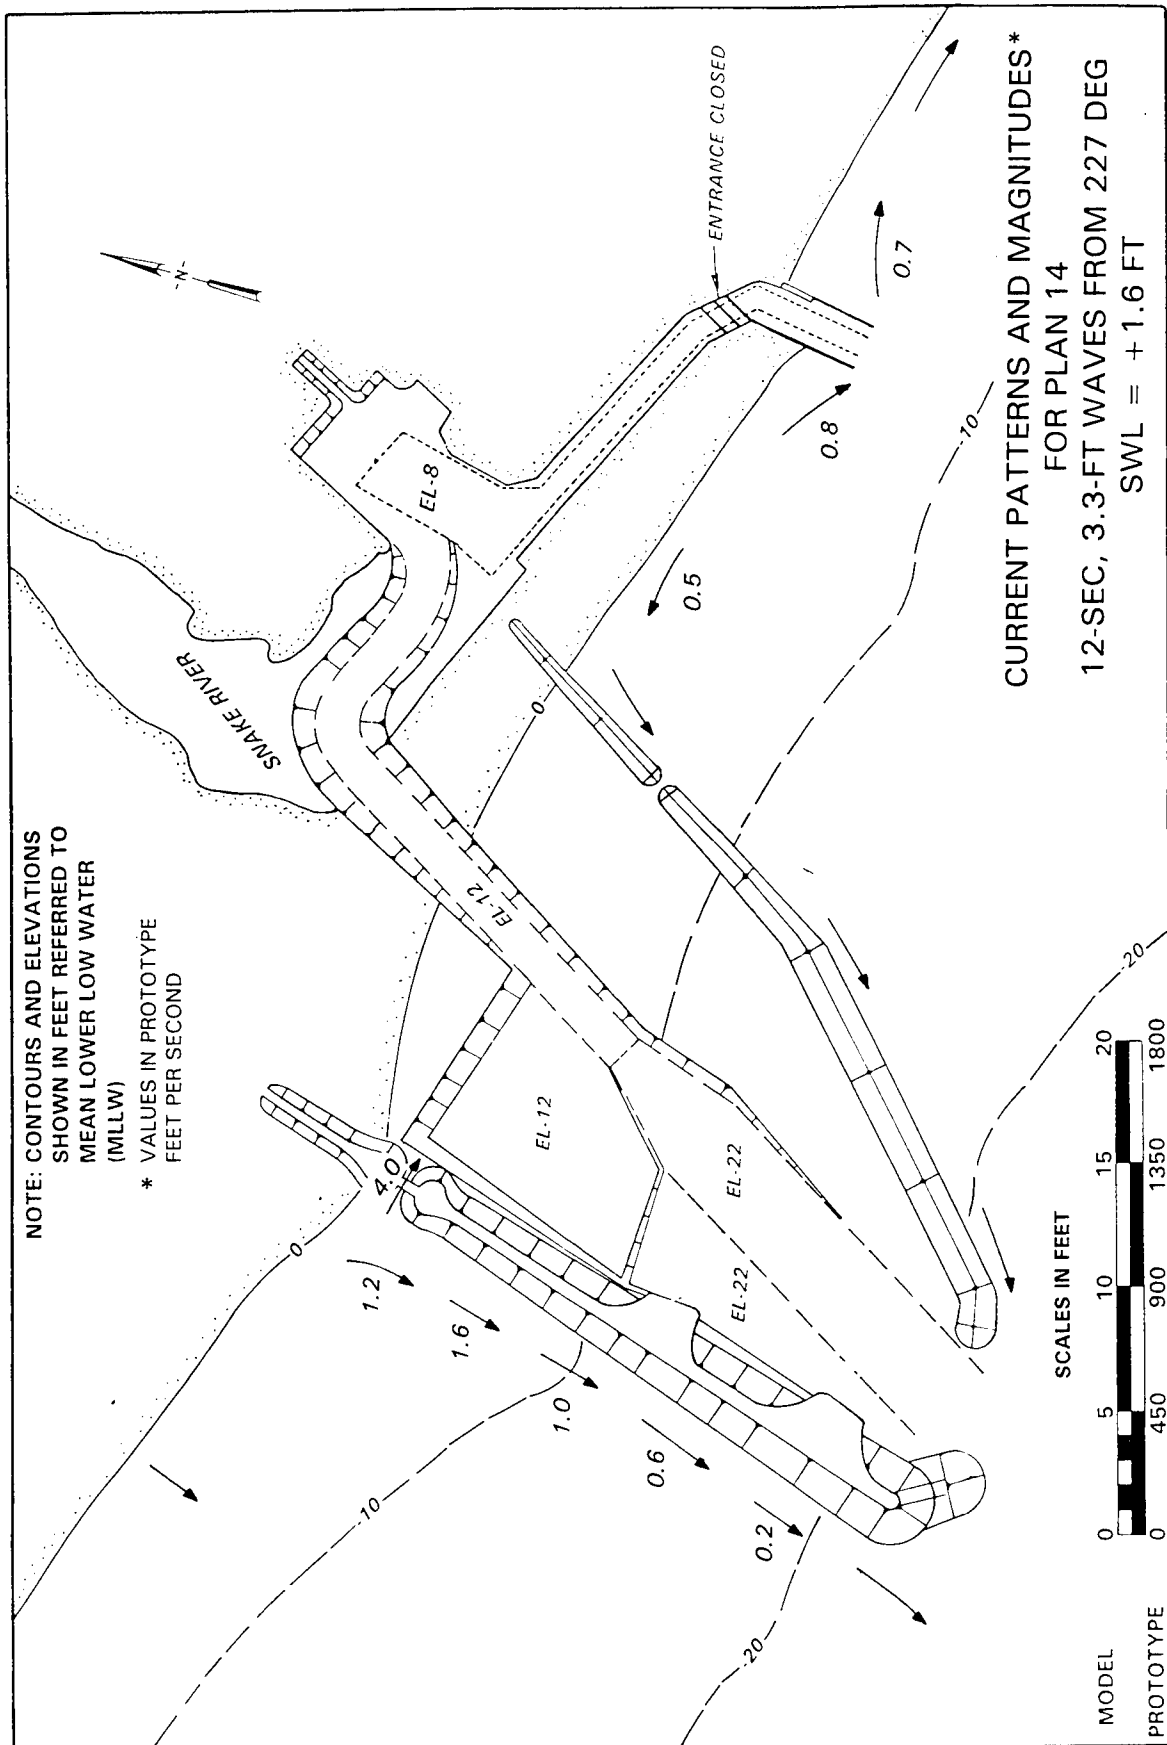 NOTE: CONTOURS AND ELEVATIONS
SHOWN IN FEET REFERRED TO
MEAN LOWER LOW WATER
(MLLW)
* VALUES IN PROTOTYPE
FEET PER SECOND
SNAKE RIVER
-N-
EL-8
ENTRANCE CLOSED
EL-12
EL-12
EL-22
EL-22
0
0
-10
-10
-20
-20
4.0
1.2
1.6
1.0
0.6
0.2
0.5
0.8
0.7
SCALES IN FEET
MODEL 0 5 10 15 20
PROTOTYPE 0 450 900 1350 1800
CURRENT PATTERNS AND MAGNITUDES*
FOR PLAN 14
12-SEC, 3.3-FT WAVES FROM 227 DEG
SWL = +1.6 FT